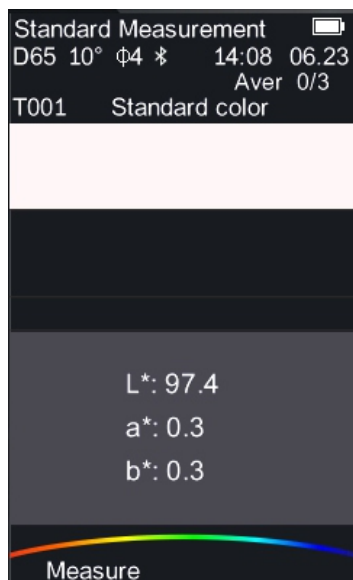 Standard Measurement
D65 10° Φ4 14:08 06.23
Aver 0/3
T001 Standard color
L*: 97.4
a*: 0.3
b*: 0.3
Measure